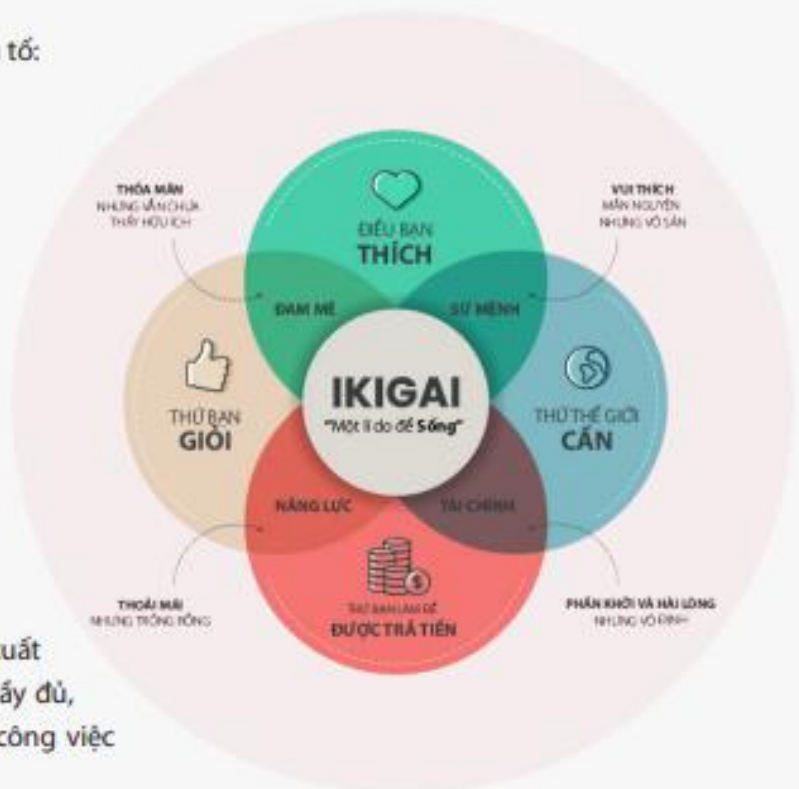 tố:
THỎA MÃN
NHƯNG VẪN CHƯA
THẤY HỮU ÍCH
VUI THÍCH
MÃN NGUYỆN
NHƯNG VÔ SẢN
ĐIỀU BẠN
THÍCH
ĐAM MÊ
SỨ MỆNH
THỨ BẠN
GIỎI
IKIGAI
"Một lí do để Sống"
THỨ THẾ GIỚI
CẦN
NĂNG LỰC
TÀI CHÍNH
THỨ BẠN LÀM ĐỂ
ĐƯỢC TRẢ TIỀN
THOẢI MÁI
NHƯNG TRỐNG RỖNG
PHẤN KHỞI VÀ HÀI LÒNG
NHƯNG VÔ ĐỊNH
uất
ầy đủ,
công việc